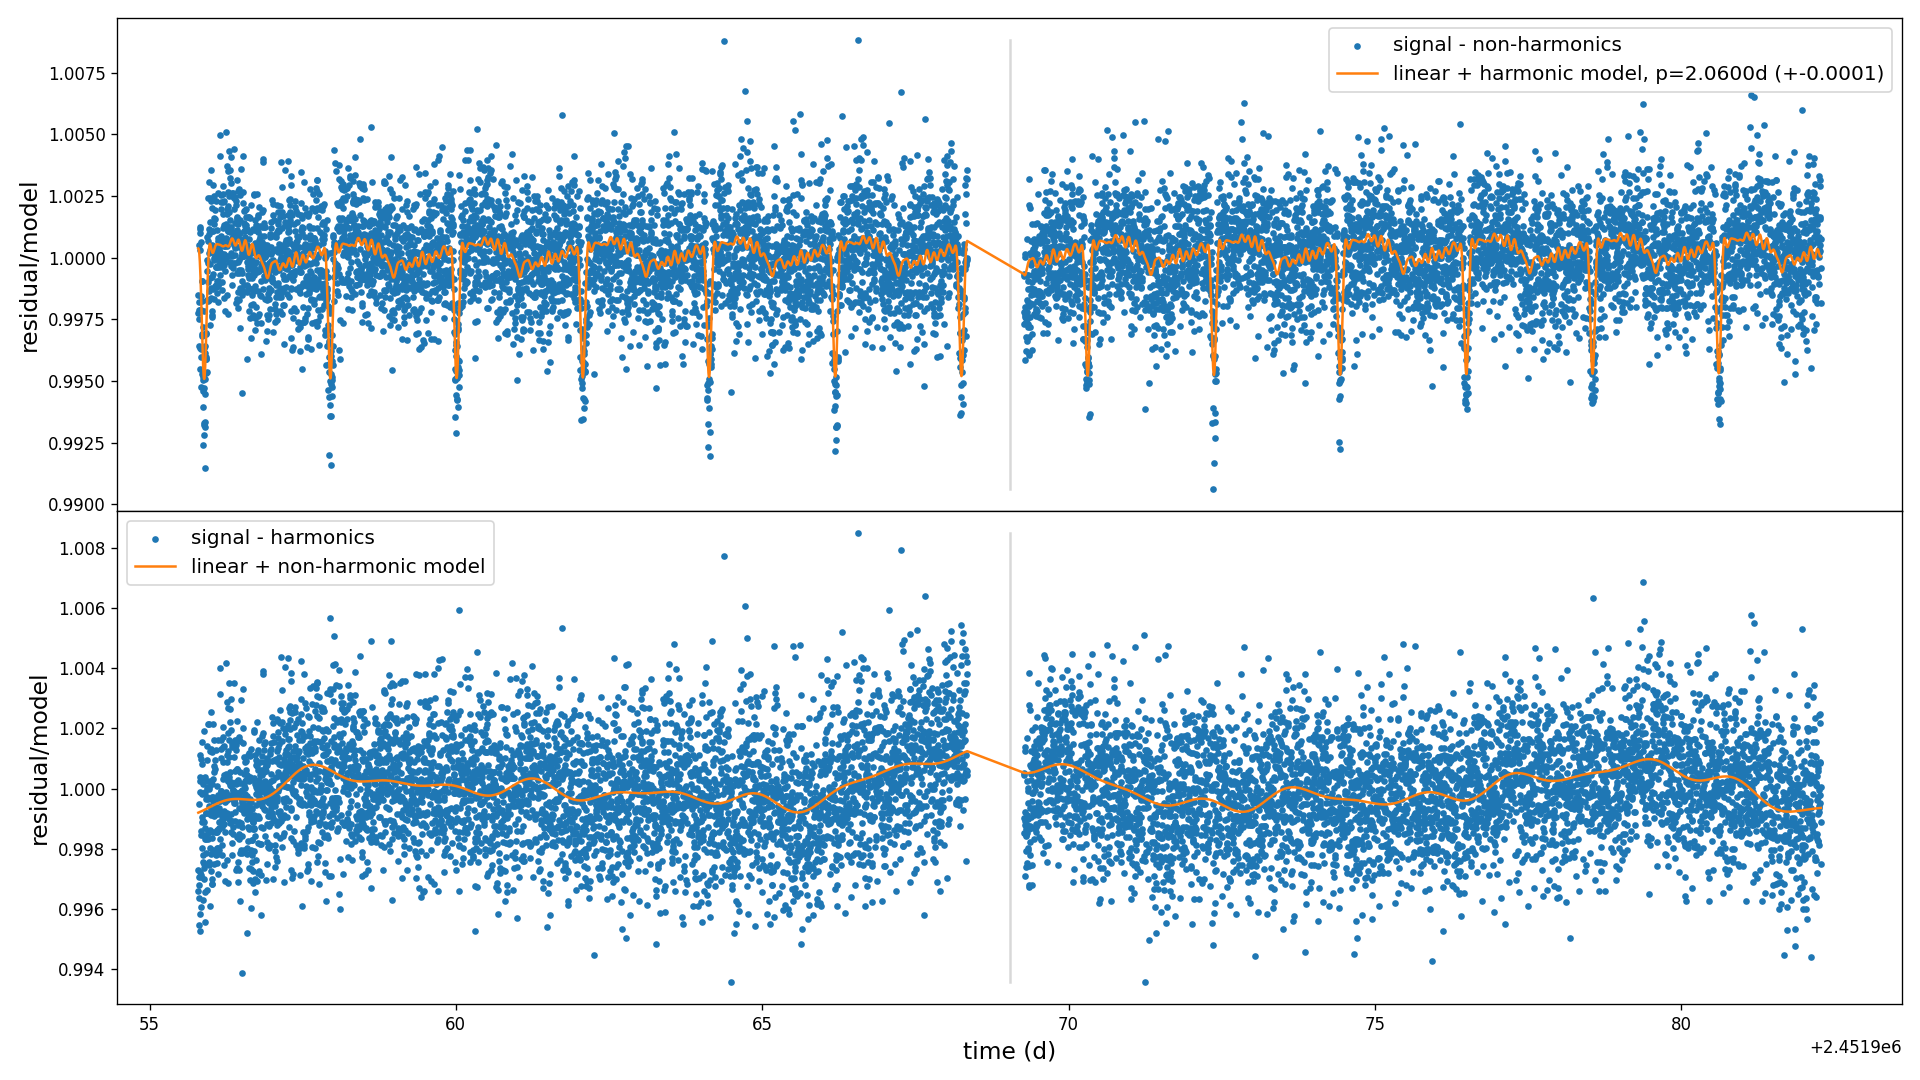 signal - non-harmonics
linear + harmonic model, p=2.0600d (+-0.0001)
1.0075
1.0050
1.0025
1.0000
0.9975
0.9950
0.9925
0.9900
residual/model
signal - harmonics
linear + non-harmonic model
1.008
1.006
1.004
1.002
1.000
0.998
0.996
0.994
residual/model
55
60
65
70
75
80
+2.4519e6
time (d)